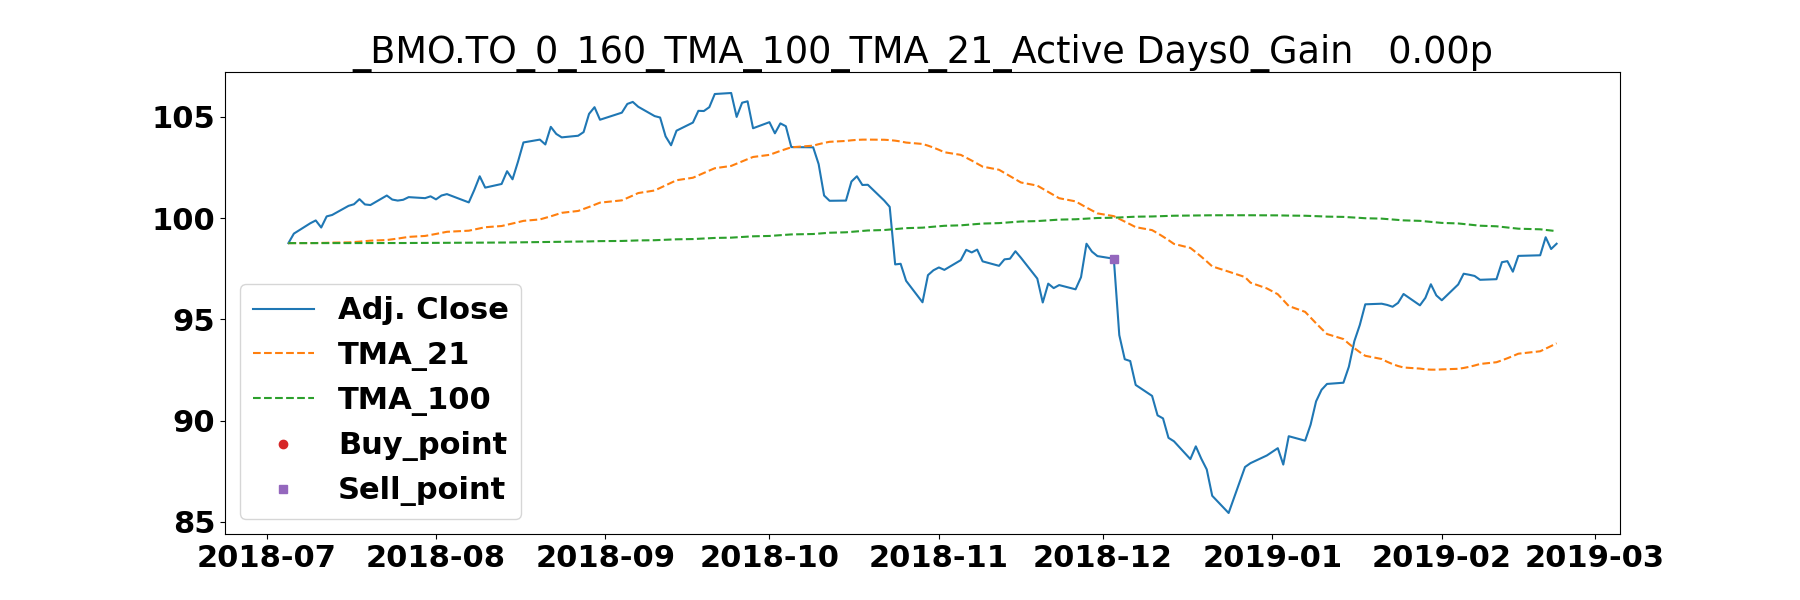 _BMO.TO_0_160_TMA_100_TMA_21_Active Days0_Gain   0.00p
105
100
95
90
85
Adj. Close
TMA_21
TMA_100
Buy_point
Sell_point
2018-07 2018-08 2018-09 2018-10 2018-11 2018-12 2019-01 2019-02 2019-03